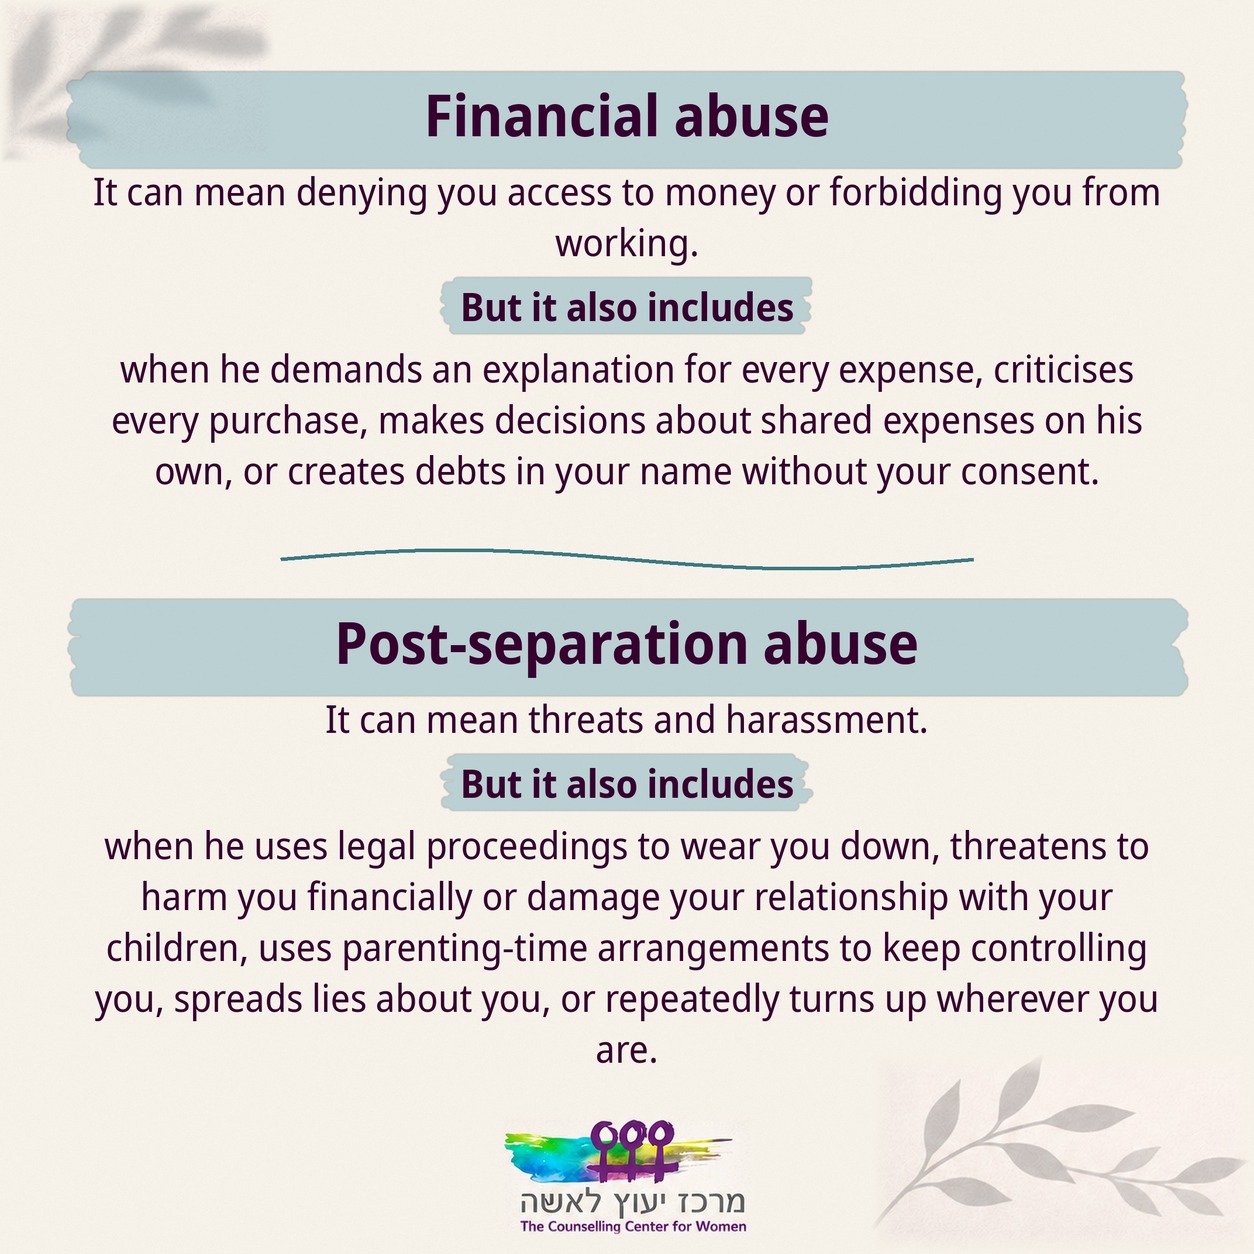 Financial abuse
It can mean denying you access to money or forbidding you from
working.
But it also includes
when he demands an explanation for every expense, criticises
every purchase, makes decisions about shared expenses on his
own, or creates debts in your name without your consent.
Post-separation abuse
It can mean threats and harassment.
But it also includes
when he uses legal proceedings to wear you down, threatens to
harm you financially or damage your relationship with your
children, uses parenting-time arrangements to keep controlling
you, spreads lies about you, or repeatedly turns up wherever you
are.
מרכז יעוץ לאשה
The Counselling Center for Women